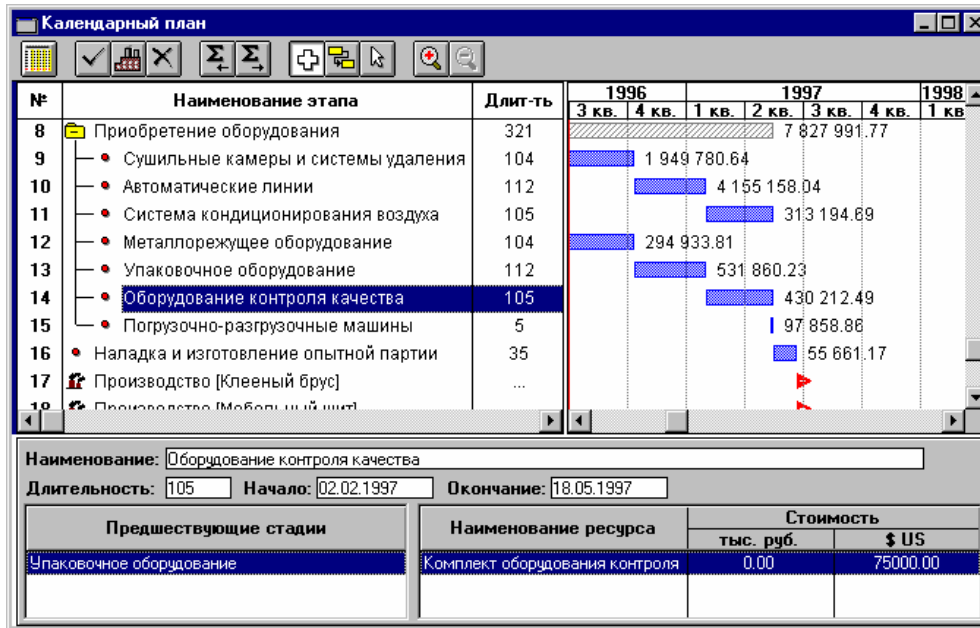 Календарный план
№ Наименование этапа Длит-ть 1996 1997 1998
3 кв. 4 кв. 1 кв. 2 кв. 3 кв. 4 кв. 1 кв
8 Приобретение оборудования 321 7 827 991.77
9 Сушильные камеры и системы удаления 104 1 949 780.64
10 Автоматические линии 112 4 155 158.04
11 Система кондиционирования воздуха 105 313 194.69
12 Металлорежущее оборудование 104 294 933.81
13 Упаковочное оборудование 112 531 860.23
14 Оборудование контроля качества 105 430 212.49
15 Погрузочно-разгрузочные машины 5 97 858.86
16 Наладка и изготовление опытной партии 35 55 661.17
17 Производство [Клееный брус] ...
18 Производство [Мебельный щит]
Наименование: Оборудование контроля качества
Длительность: 105 Начало: 02.02.1997 Окончание: 18.05.1997
Предшествующие стадии Наименование ресурса Стоимость
тыс. руб. $ US
Упаковочное оборудование Комплект оборудования контроля 0.00 75000.00